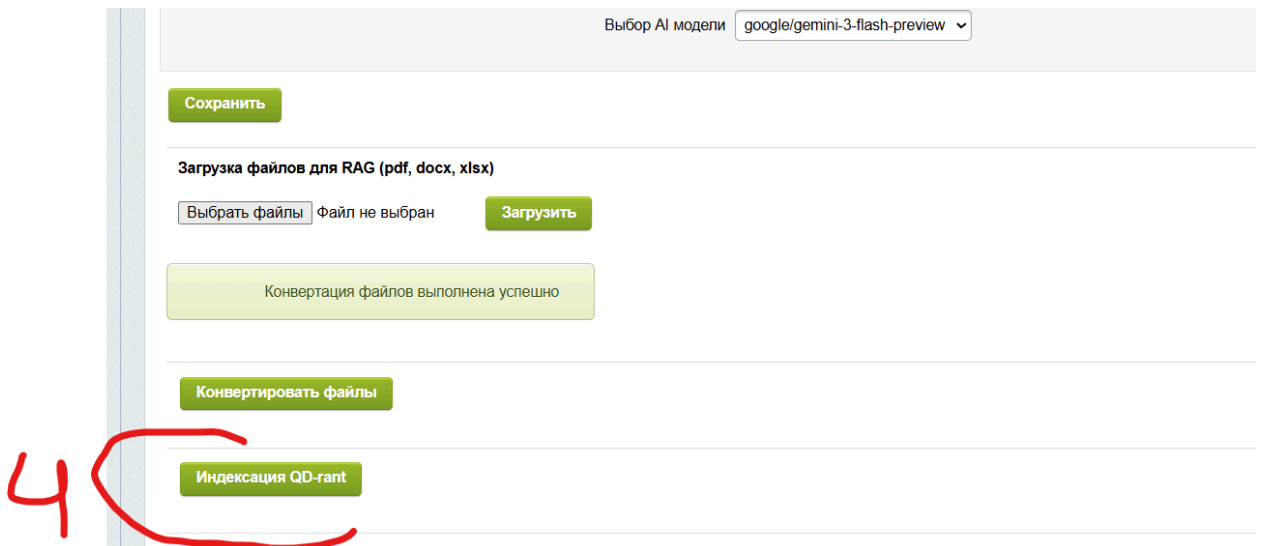 Выбор AI модели google/gemini-3-flash-preview
Сохранить
Загрузка файлов для RAG (pdf, docx, xlsx)
Выбрать файлы Файл не выбран Загрузить
Конвертация файлов выполнена успешно
Конвертировать файлы
4
Индексация QD-rant